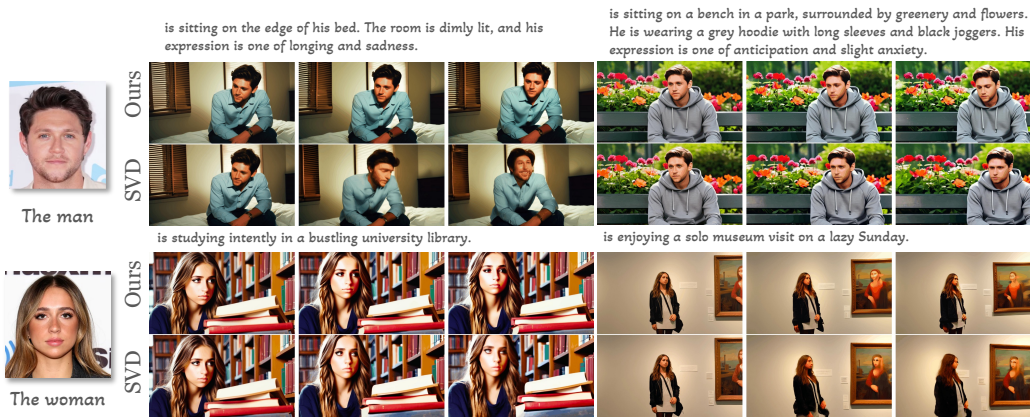 is sitting on the edge of his bed. The room is dimly lit, and his
expression is one of longing and sadness.
is sitting on a bench in a park, surrounded by greenery and flowers.
He is wearing a grey hoodie with long sleeves and black joggers. His
expression is one of anticipation and slight anxiety.
Ours
SVD
The man
is studying intently in a bustling university library.
is enjoying a solo museum visit on a lazy Sunday.
Ours
SVD
The woman